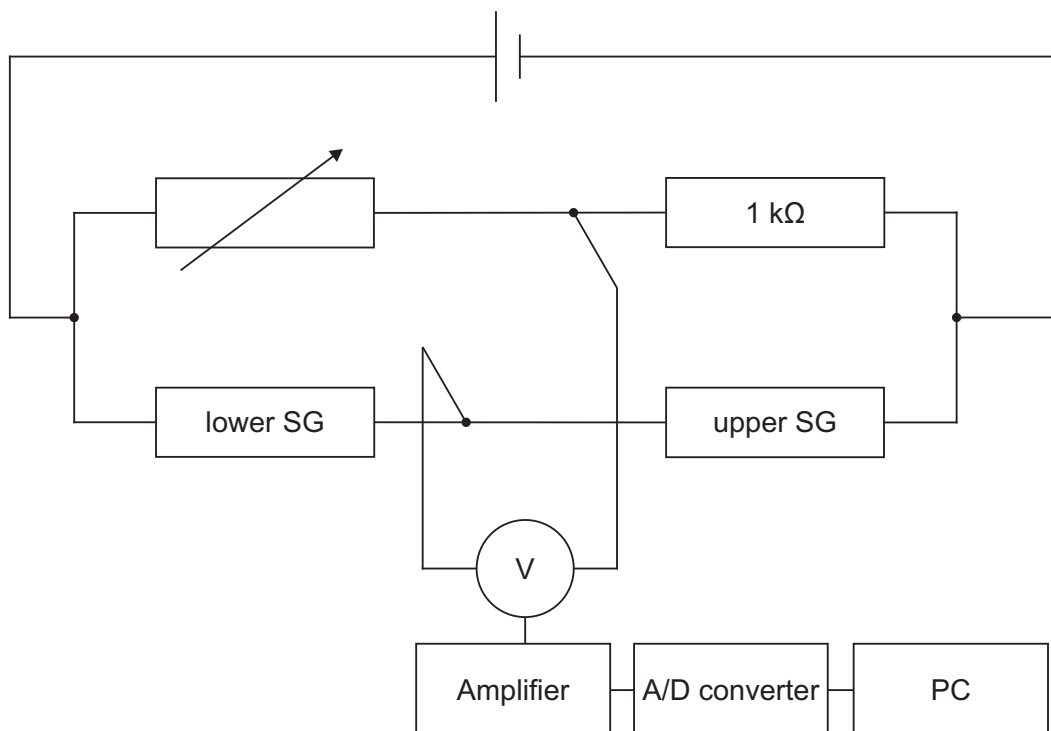 1 kΩ
lower SG
upper SG
V
Amplifier
A/D converter
PC